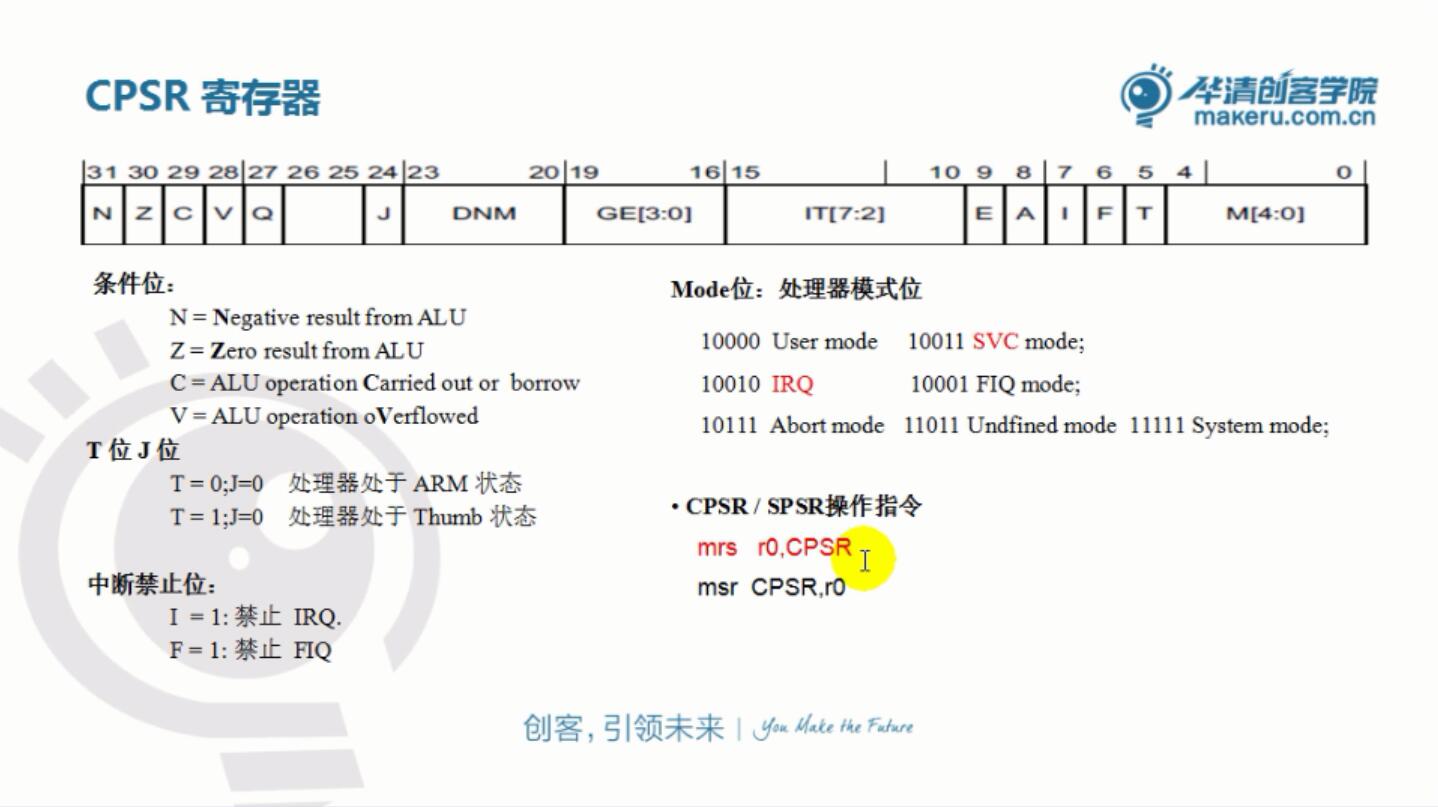 CPSR 寄存器
华清创客学院
makeru.com.cn
31 30 29 28 27 26 25 24 23 20 19 16 15 10 9 8 7 6 5 4 0
N Z C V Q J DNM GE[3:0] IT[7:2] E A I F T M[4:0]
条件位：
N = Negative result from ALU
Z = Zero result from ALU
C = ALU operation Carried out or borrow
V = ALU operation oVerflowed
T 位 J 位
T = 0;J=0 处理器处于 ARM 状态
T = 1;J=0 处理器处于 Thumb 状态
中断禁止位：
I = 1: 禁止 IRQ.
F = 1: 禁止 FIQ
Mode位：处理器模式位
10000 User mode 10011 SVC mode;
10010 IRQ 10001 FIQ mode;
10111 Abort mode 11011 Undfined mode 11111 System mode;
• CPSR / SPSR操作指令
mrs r0,CPSR
msr CPSR,r0
创客, 引领未来 | You Make the Future